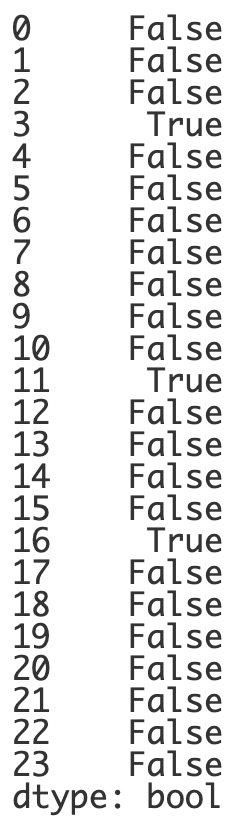 0     False
1     False
2     False
3      True
4     False
5     False
6     False
7     False
8     False
9     False
10    False
11     True
12    False
13    False
14    False
15    False
16     True
17    False
18    False
19    False
20    False
21    False
22    False
23    False
dtype: bool